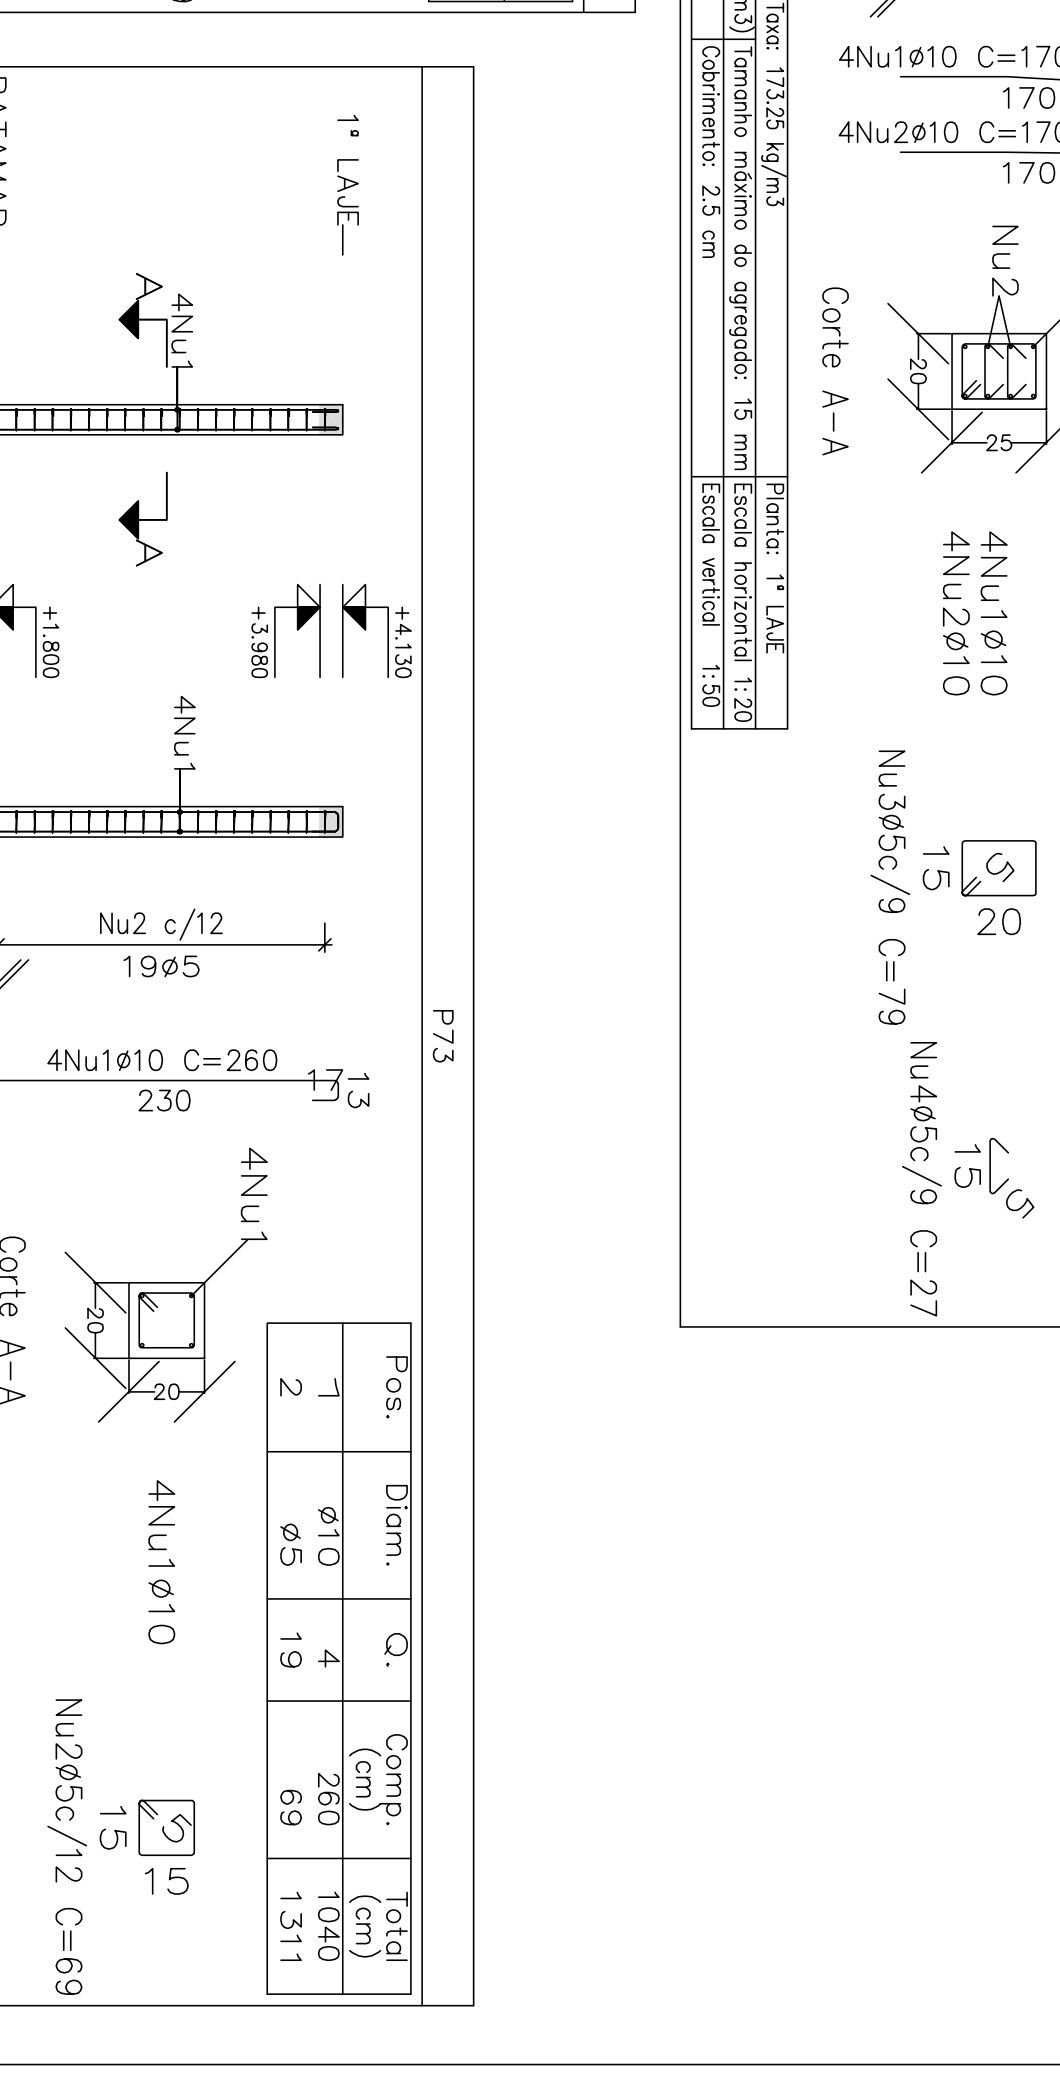 Taxa: 173.25 kg/m3
Planta: 1ª LAJE
m3)
Tamanho máximo do agregado: 15 mm
Escala horizontal 1:20
Cobrimento: 2.5 cm
Escala vertical 1:50
4Nu1ø10 C=170
170
4Nu2ø10 C=170
170
Nu2
20
25
Corte A-A
4Nu1ø10
4Nu2ø10
5
15
20
Nu3ø5c/9 C=79
5
15
Nu4ø5c/9 C=27
P73
1ª LAJE
PATAMAR
A
4Nu1
A
+4.130
+3.980
+1.800
4Nu1
Nu2 c/12
19ø5
4Nu1ø10 C=260
230
17
13
4Nu1
20
20
Corte A-A
4Nu1ø10
5
15
15
Nu2ø5c/12 C=69
Pos. Diam. Q. Comp. (cm) Total (cm)
1 ø10 4 260 1040
2 ø5 19 69 1311